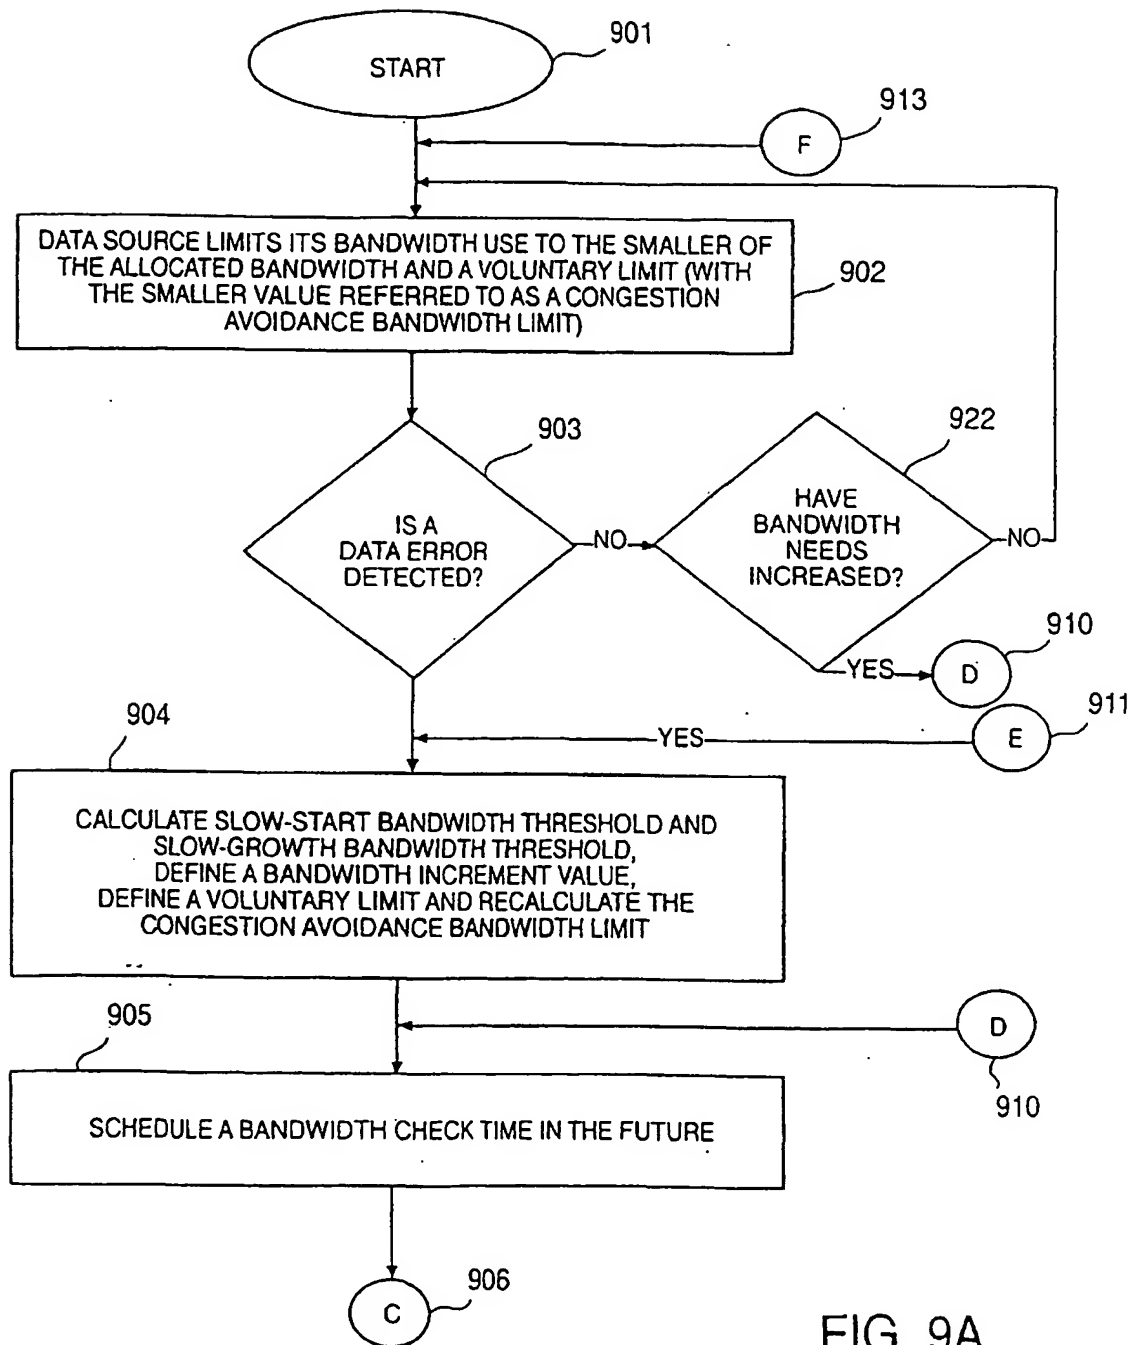 START
901
F
913
DATA SOURCE LIMITS ITS BANDWIDTH USE TO THE SMALLER OF
THE ALLOCATED BANDWIDTH AND A VOLUNTARY LIMIT (WITH
THE SMALLER VALUE REFERRED TO AS A CONGESTION
AVOIDANCE BANDWIDTH LIMIT)
902
903
IS A
DATA ERROR
DETECTED?
NO
922
HAVE
BANDWIDTH
NEEDS
INCREASED?
NO
YES
D
910
E
911
YES
904
CALCULATE SLOW-START BANDWIDTH THRESHOLD AND
SLOW-GROWTH BANDWIDTH THRESHOLD,
DEFINE A BANDWIDTH INCREMENT VALUE,
DEFINE A VOLUNTARY LIMIT AND RECALCULATE THE
CONGESTION AVOIDANCE BANDWIDTH LIMIT
D
910
905
SCHEDULE A BANDWIDTH CHECK TIME IN THE FUTURE
C
906
FIG. 9A